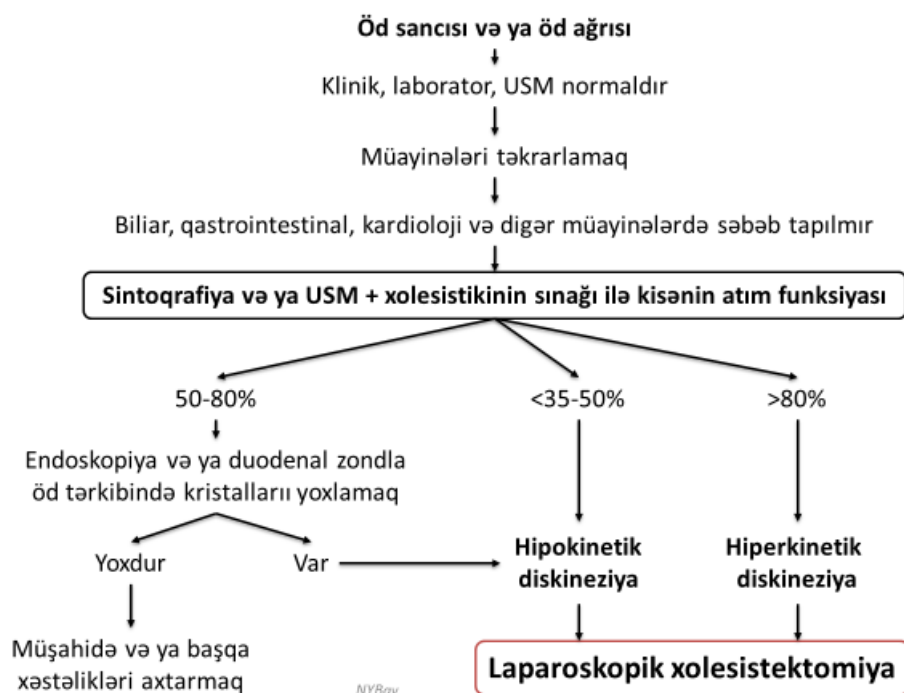 Öd sancısı və ya öd ağrısı
Klinik, laborator, USM normaldır
Müayinələri təkrarlamaq
Biliar, qastrointestinal, kardioloji və digər müayinələrdə səbəb tapılmır
Sintoqrafiya və ya USM + xolesistikinin sınağı ilə kisənin atım funksiyası
50-80%
<35-50%
>80%
Endoskopiya və ya duodenal zondla
öd tərkibində kristallarıı yoxlamaq
Yoxdur
Var
Hipokinetik
diskineziya
Hiperkinetik
diskineziya
Müşahidə və ya başqa
xəstəlikləri axtarmaq
Laparoskopik xolesistektomiya